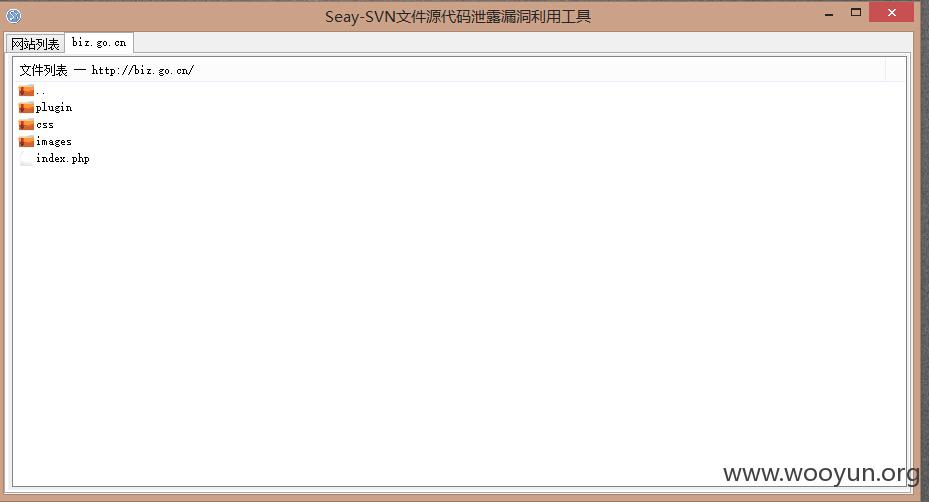 Seay-SVN文件源代码泄露漏洞利用工具
网站列表 biz.go.cn
文件列表 — http://biz.go.cn/
..
plugin
css
images
index.php
www.wooyun.org